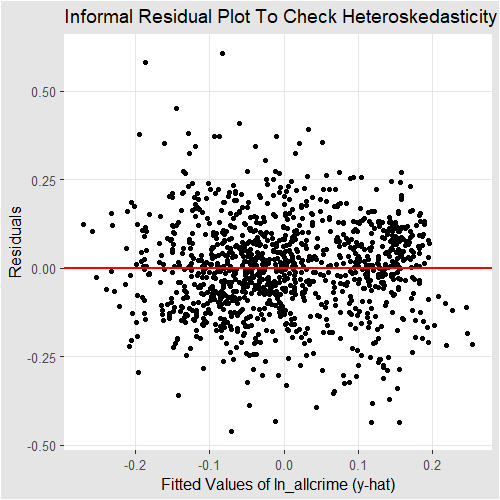 Informal Residual Plot To Check Heteroskedasticity
Residuals
0.50
0.25
0.00
-0.25
-0.50
-0.2 -0.1 0.0 0.1 0.2
Fitted Values of ln_allcrime (y-hat)